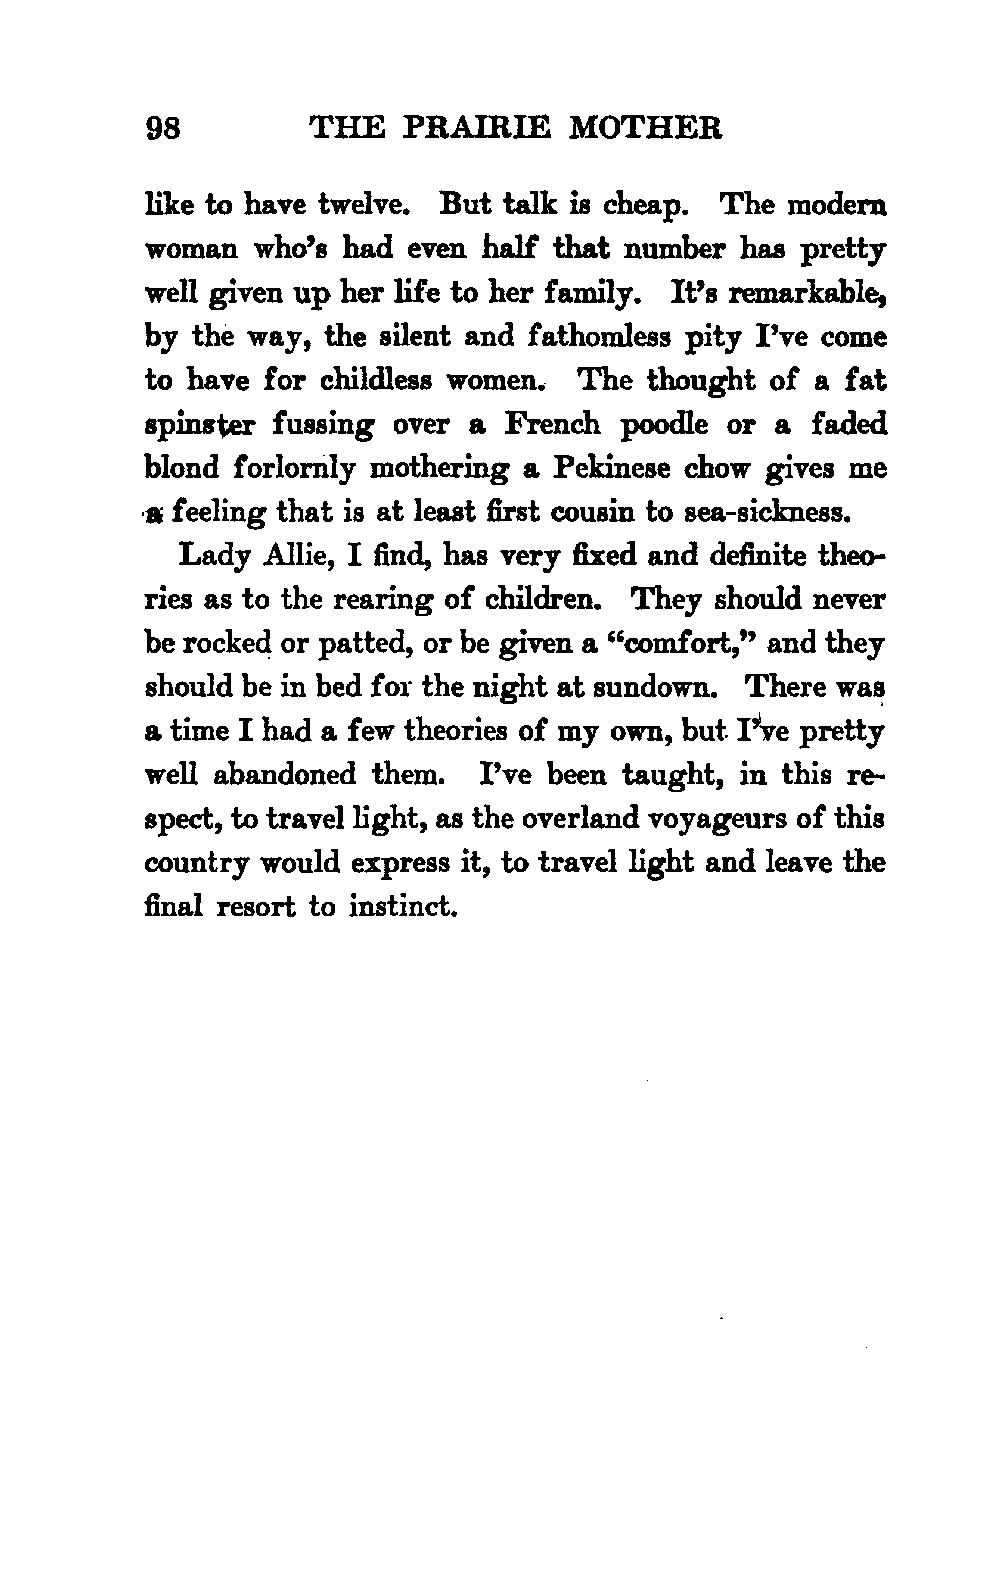 98 THE PRAIRIE MOTHER
like to have twelve. But talk is cheap. The modern
woman who's had even half that number has pretty
well given up her life to her family. It's remarkable,
by the way, the silent and fathomless pity I've come
to have for childless women. The thought of a fat
spinster fussing over a French poodle or a faded
blond forlornly mothering a Pekinese chow gives me
a feeling that is at least first cousin to sea-sickness.
Lady Allie, I find, has very fixed and definite theo-
ries as to the rearing of children. They should never
be rocked or patted, or be given a "comfort," and they
should be in bed for the night at sundown. There was
a time I had a few theories of my own, but I've pretty
well abandoned them. I've been taught, in this re-
spect, to travel light, as the overland voyageurs of this
country would express it, to travel light and leave the
final resort to instinct.